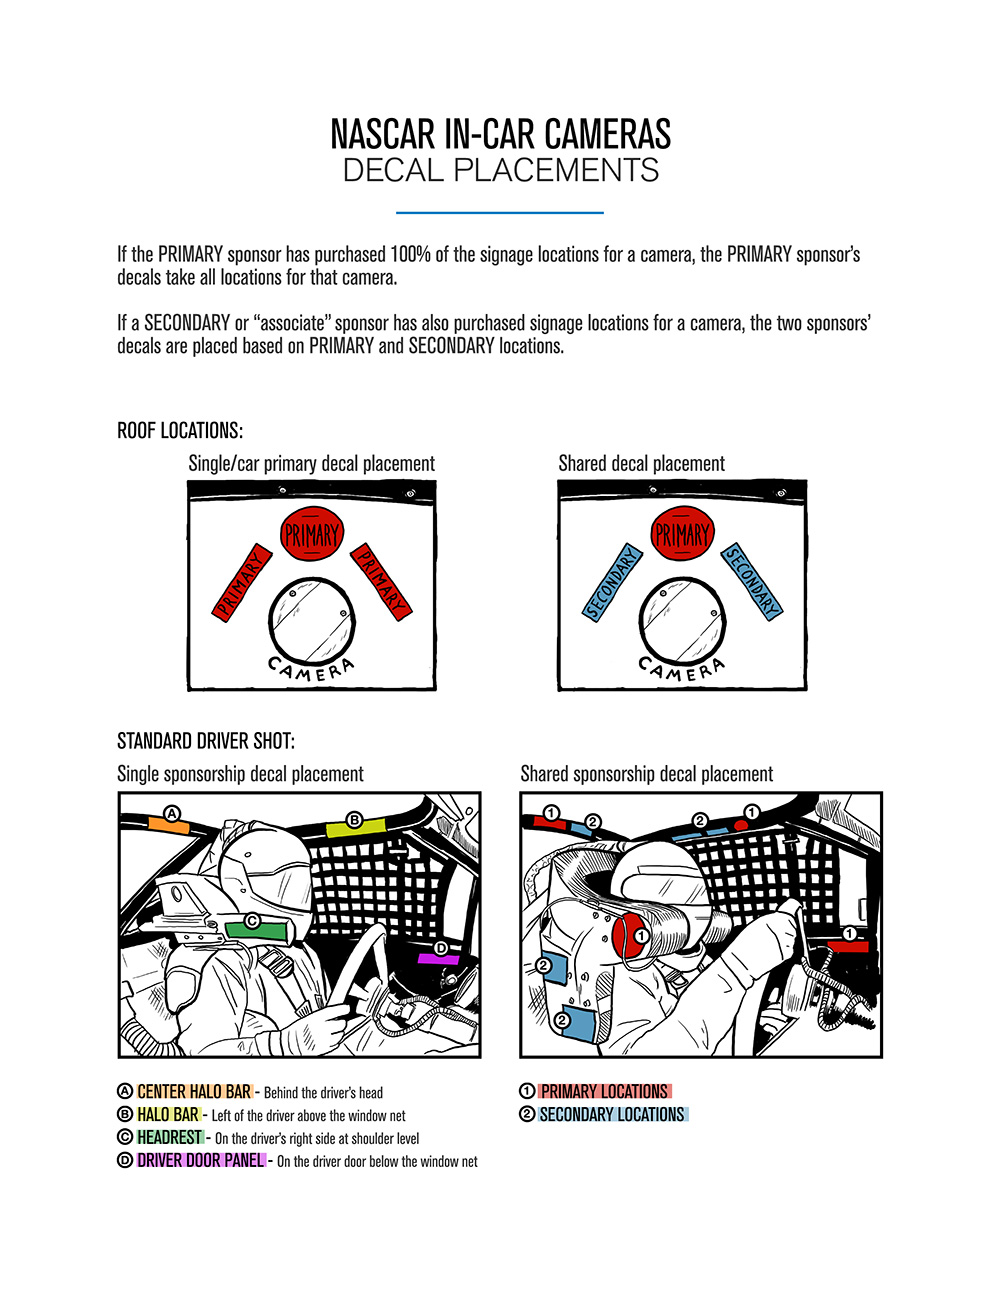 NASCAR IN-CAR CAMERAS
DECAL PLACEMENTS
If the PRIMARY sponsor has purchased 100% of the signage locations for a camera, the PRIMARY sponsor's
decals take all locations for that camera.
If a SECONDARY or “associate” sponsor has also purchased signage locations for a camera, the two sponsors’
decals are placed based on PRIMARY and SECONDARY locations.
ROOF LOCATIONS:
Single/car primary decal placement
PRIMARY
PRIMARY
PRIMARY
CAMERA
Shared decal placement
PRIMARY
SECONDARY
SECONDARY
CAMERA
STANDARD DRIVER SHOT:
Single sponsorship decal placement
A
B
C
D
Shared sponsorship decal placement
1
2
2
1
1
1
2
2
A CENTER HALO BAR - Behind the driver's head
B HALO BAR - Left of the driver above the window net
C HEADREST - On the driver's right side at shoulder level
D DRIVER DOOR PANEL - On the driver door below the window net
1 PRIMARY LOCATIONS
2 SECONDARY LOCATIONS